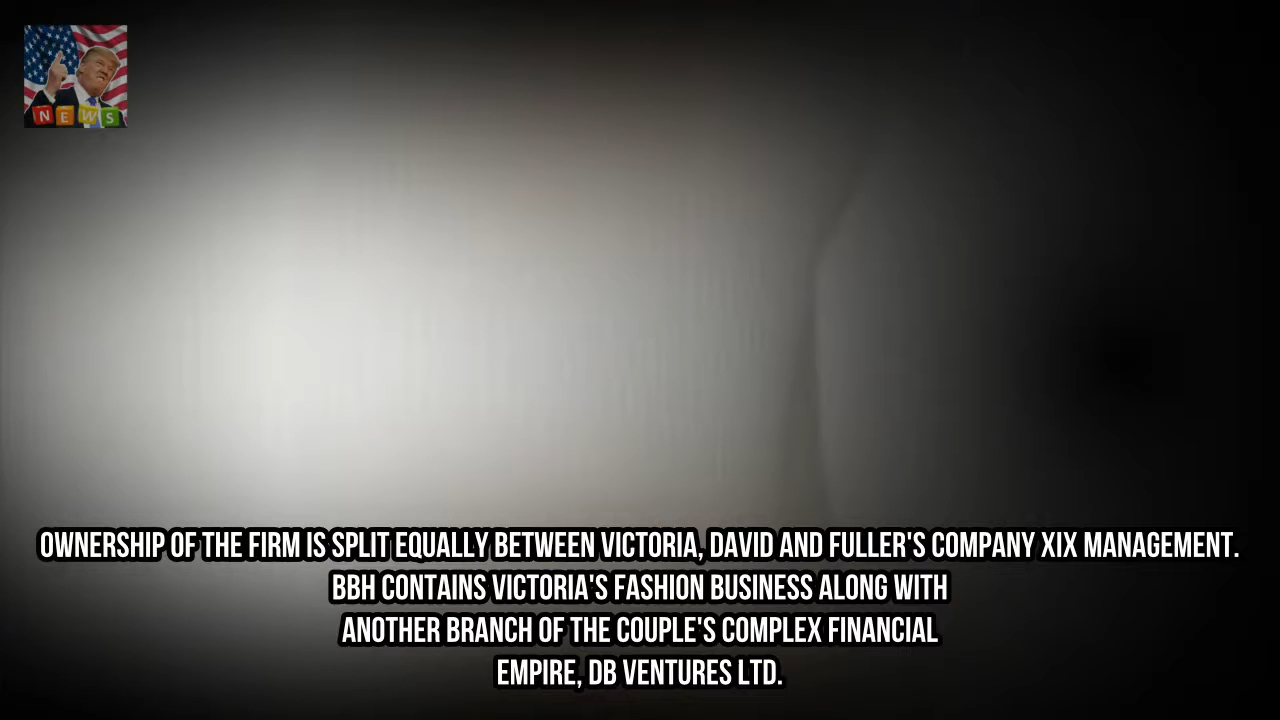 NEWS
OWNERSHIP OF THE FIRM IS SPLIT EQUALLY BETWEEN VICTORIA, DAVID AND FULLER'S COMPANY XIX MANAGEMENT.
BBH CONTAINS VICTORIA'S FASHION BUSINESS ALONG WITH
ANOTHER BRANCH OF THE COUPLE'S COMPLEX FINANCIAL
EMPIRE, DB VENTURES LTD.